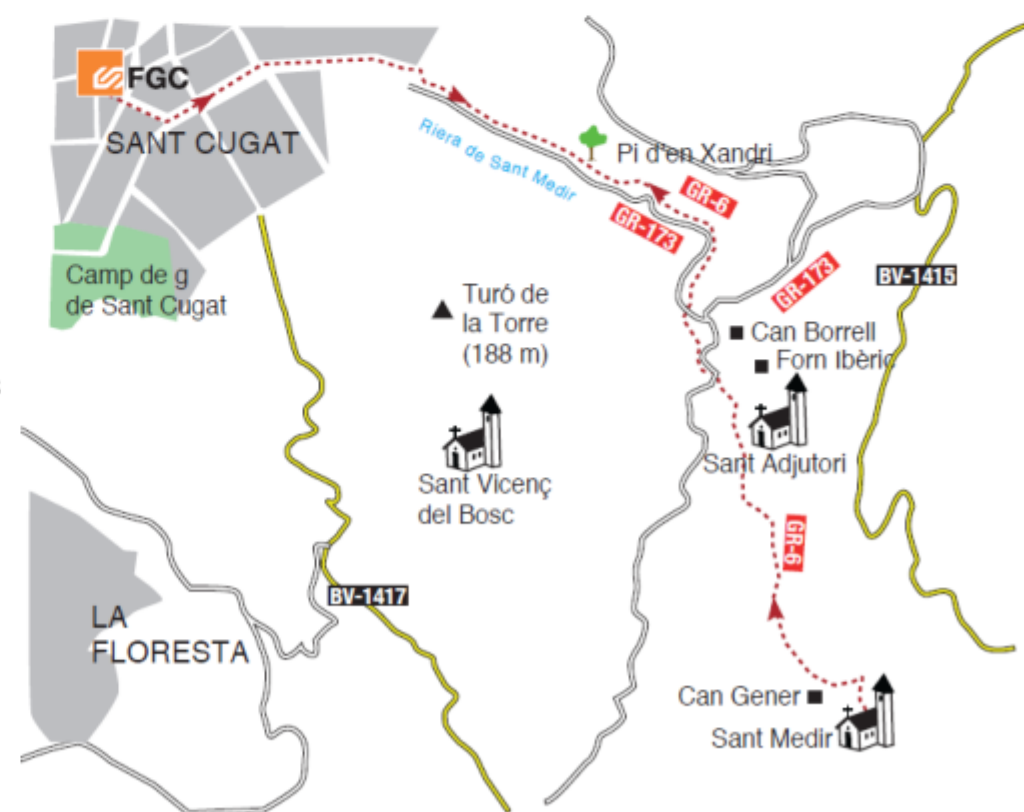 FGC
SANT CUGAT
Riera de Sant Medir
Pi d'en Xandri
GR-6
GR-173
Camp de g
de Sant Cugat
BV-1415
GR-173
Turó de
la Torre
(188 m)
Can Borrell
Forn Ibèric
Sant Adjutori
Sant Vicenç
del Bosc
GR-6
BV-1417
LA
FLORESTA
Can Gener
Sant Medir